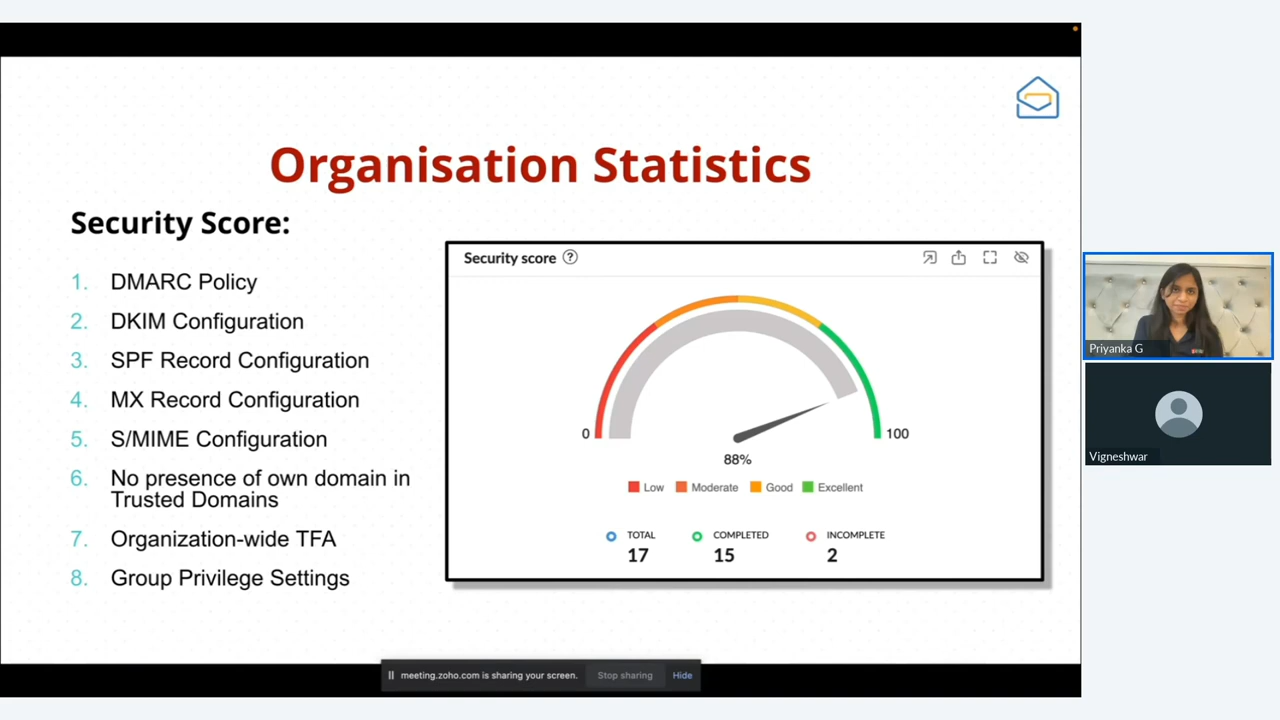 Organisation Statistics
Security Score:
1. DMARC Policy
2. DKIM Configuration
3. SPF Record Configuration
4. MX Record Configuration
5. S/MIME Configuration
6. No presence of own domain in
Trusted Domains
7. Organization-wide TFA
8. Group Privilege Settings
Security score ?
0
100
88%
Low Moderate Good Excellent
TOTAL COMPLETED INCOMPLETE
17 15 2
Priyanka G
Vigneshwar
meeting.zoho.com is sharing your screen. Stop sharing Hide